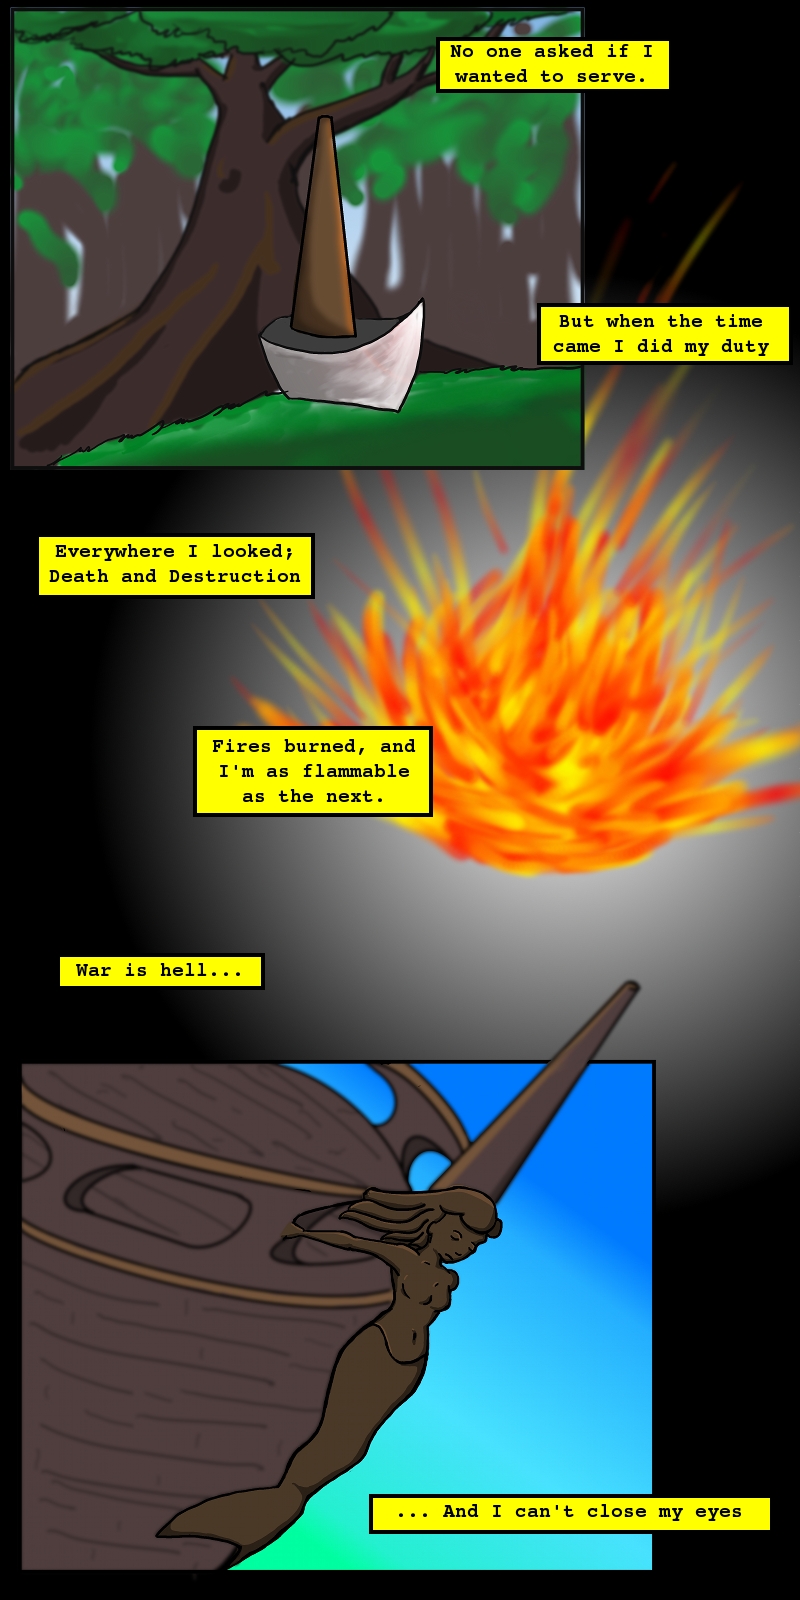 No one asked if I
wanted to serve.
But when the time
came I did my duty
Everywhere I looked;
Death and Destruction
Fires burned, and
I'm as flammable
as the next.
War is hell...
... And I can't close my eyes